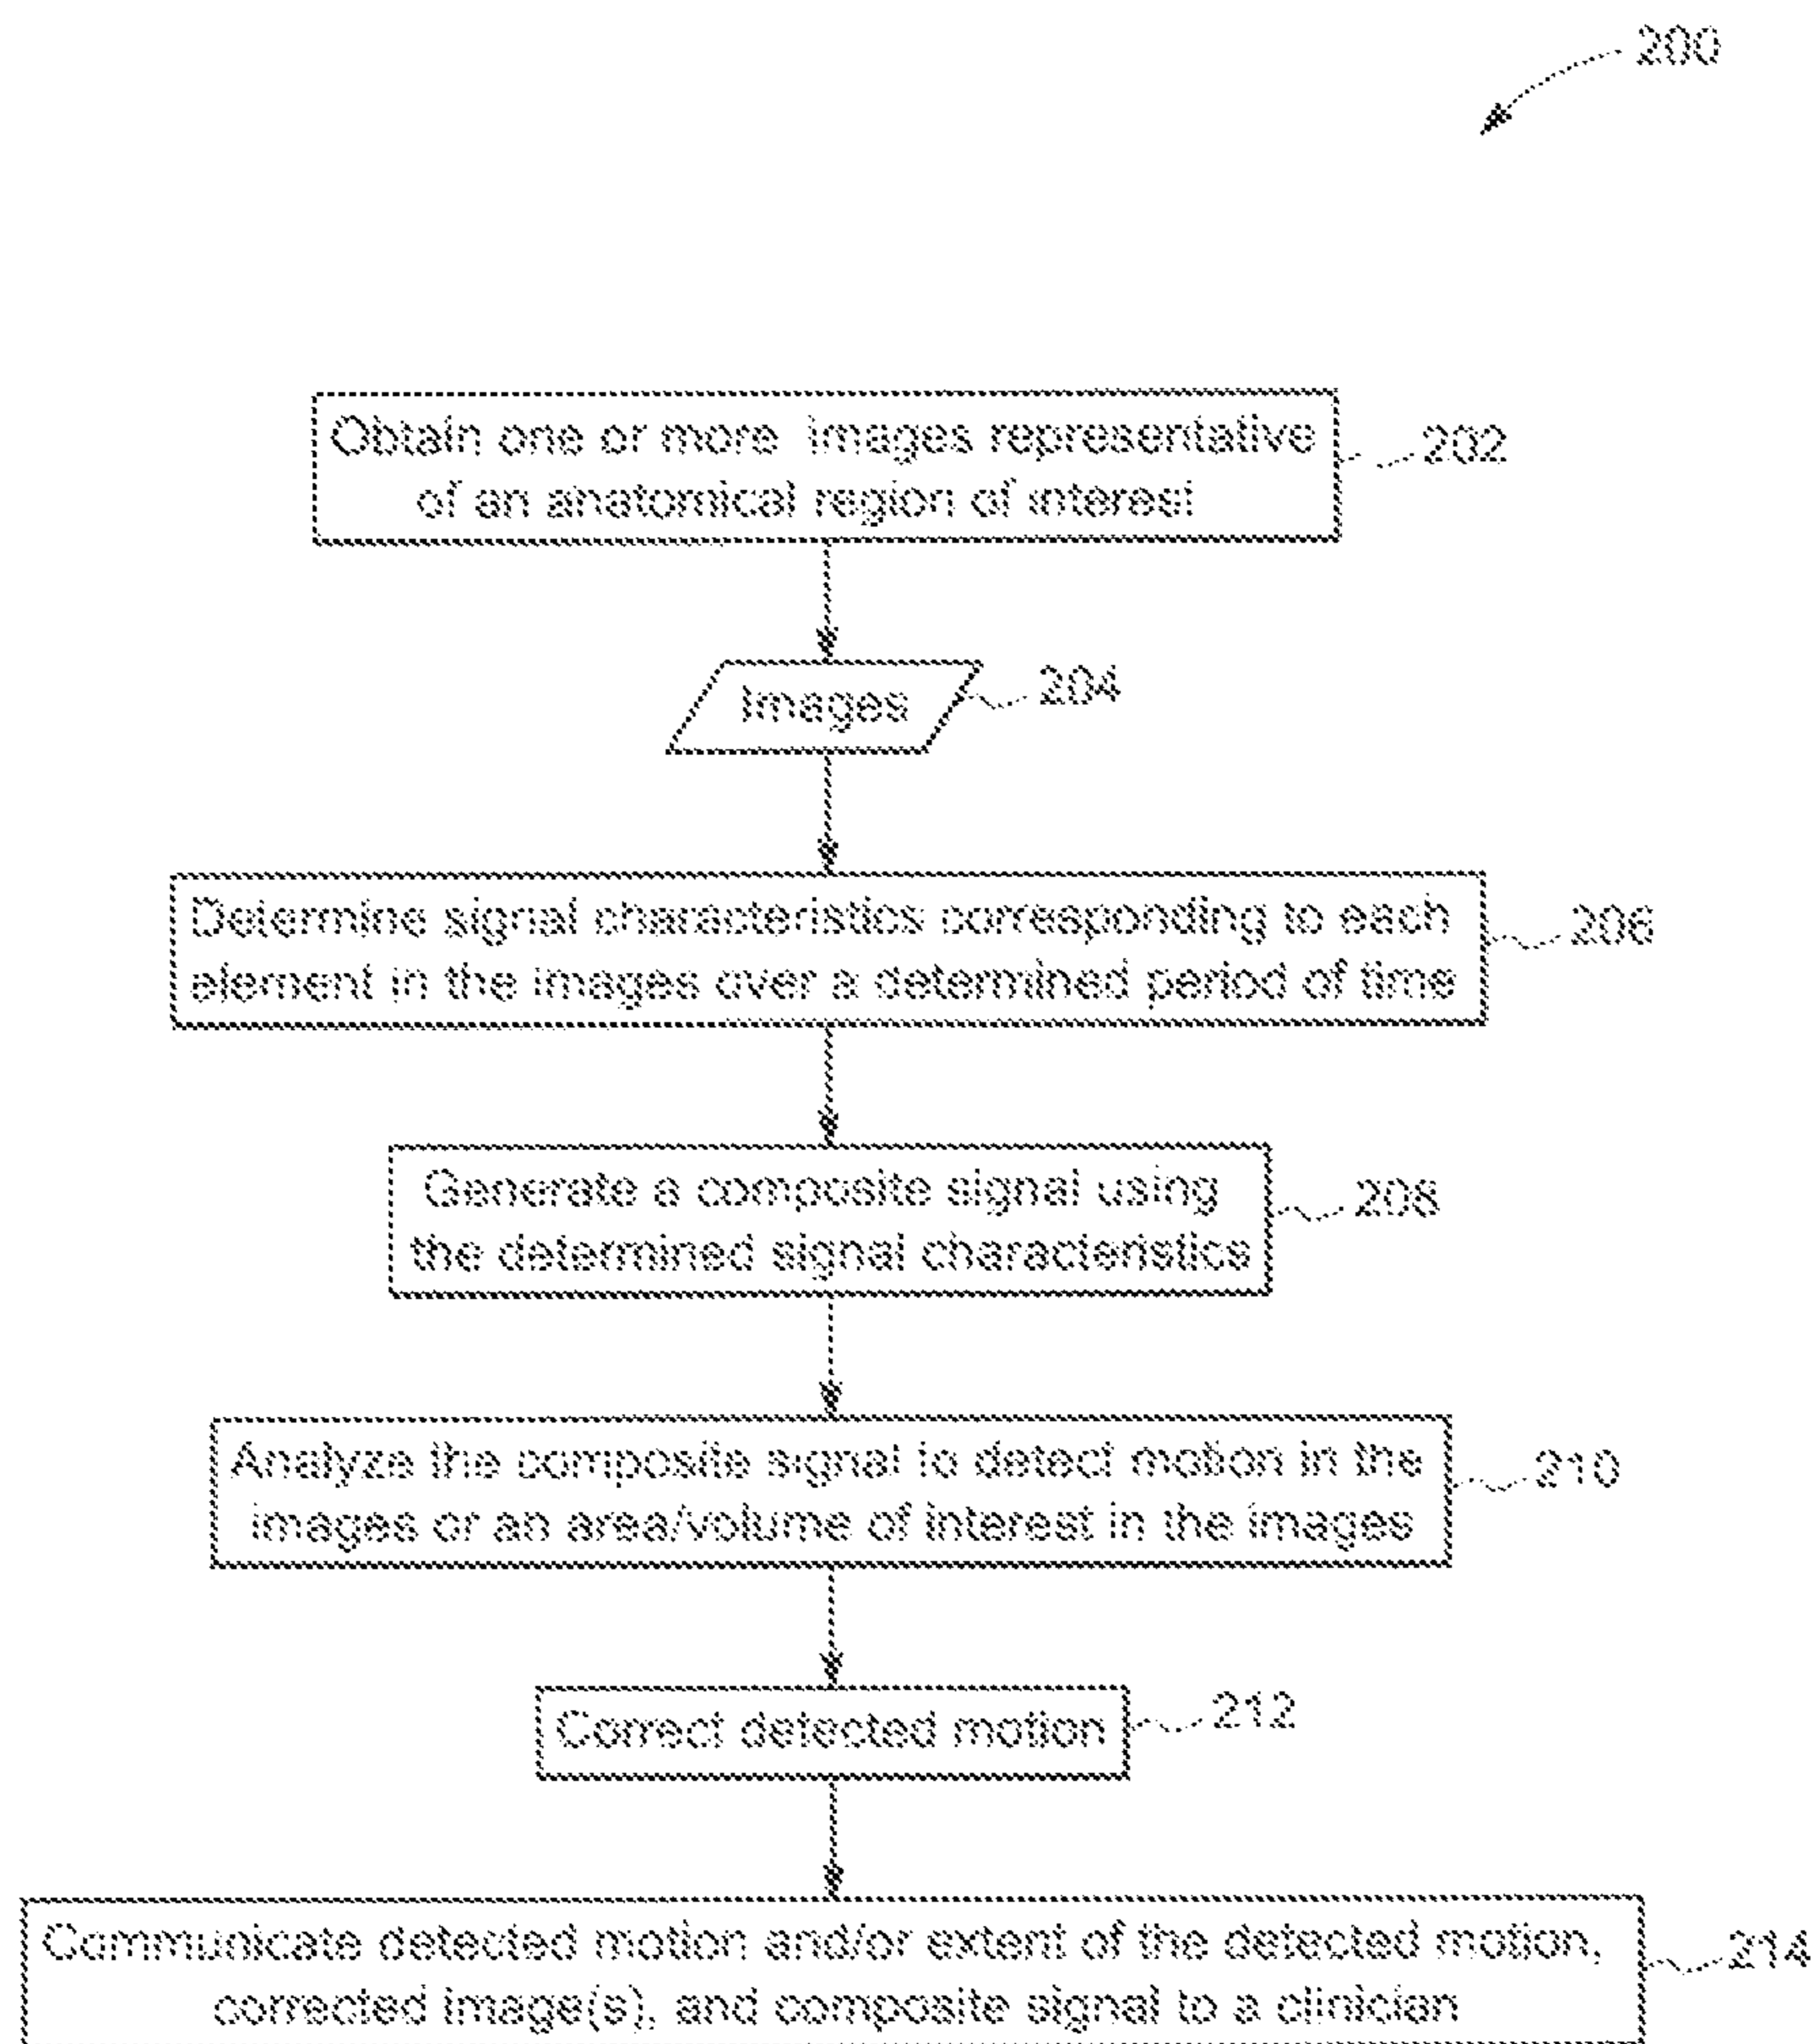 200
Obtain one or more images representative
of an anatomical region of interest
202
Images
204
Determine signal characteristics corresponding to each
element in the images over a determined period of time
206
Generate a composite signal using
the determined signal characteristics
208
Analyze the composite signal to detect motion in the
images or an area/volume of interest in the images
210
Correct detected motion
212
Communicate detected motion and/or extent of the detected motion,
corrected image(s), and composite signal to a clinician
214